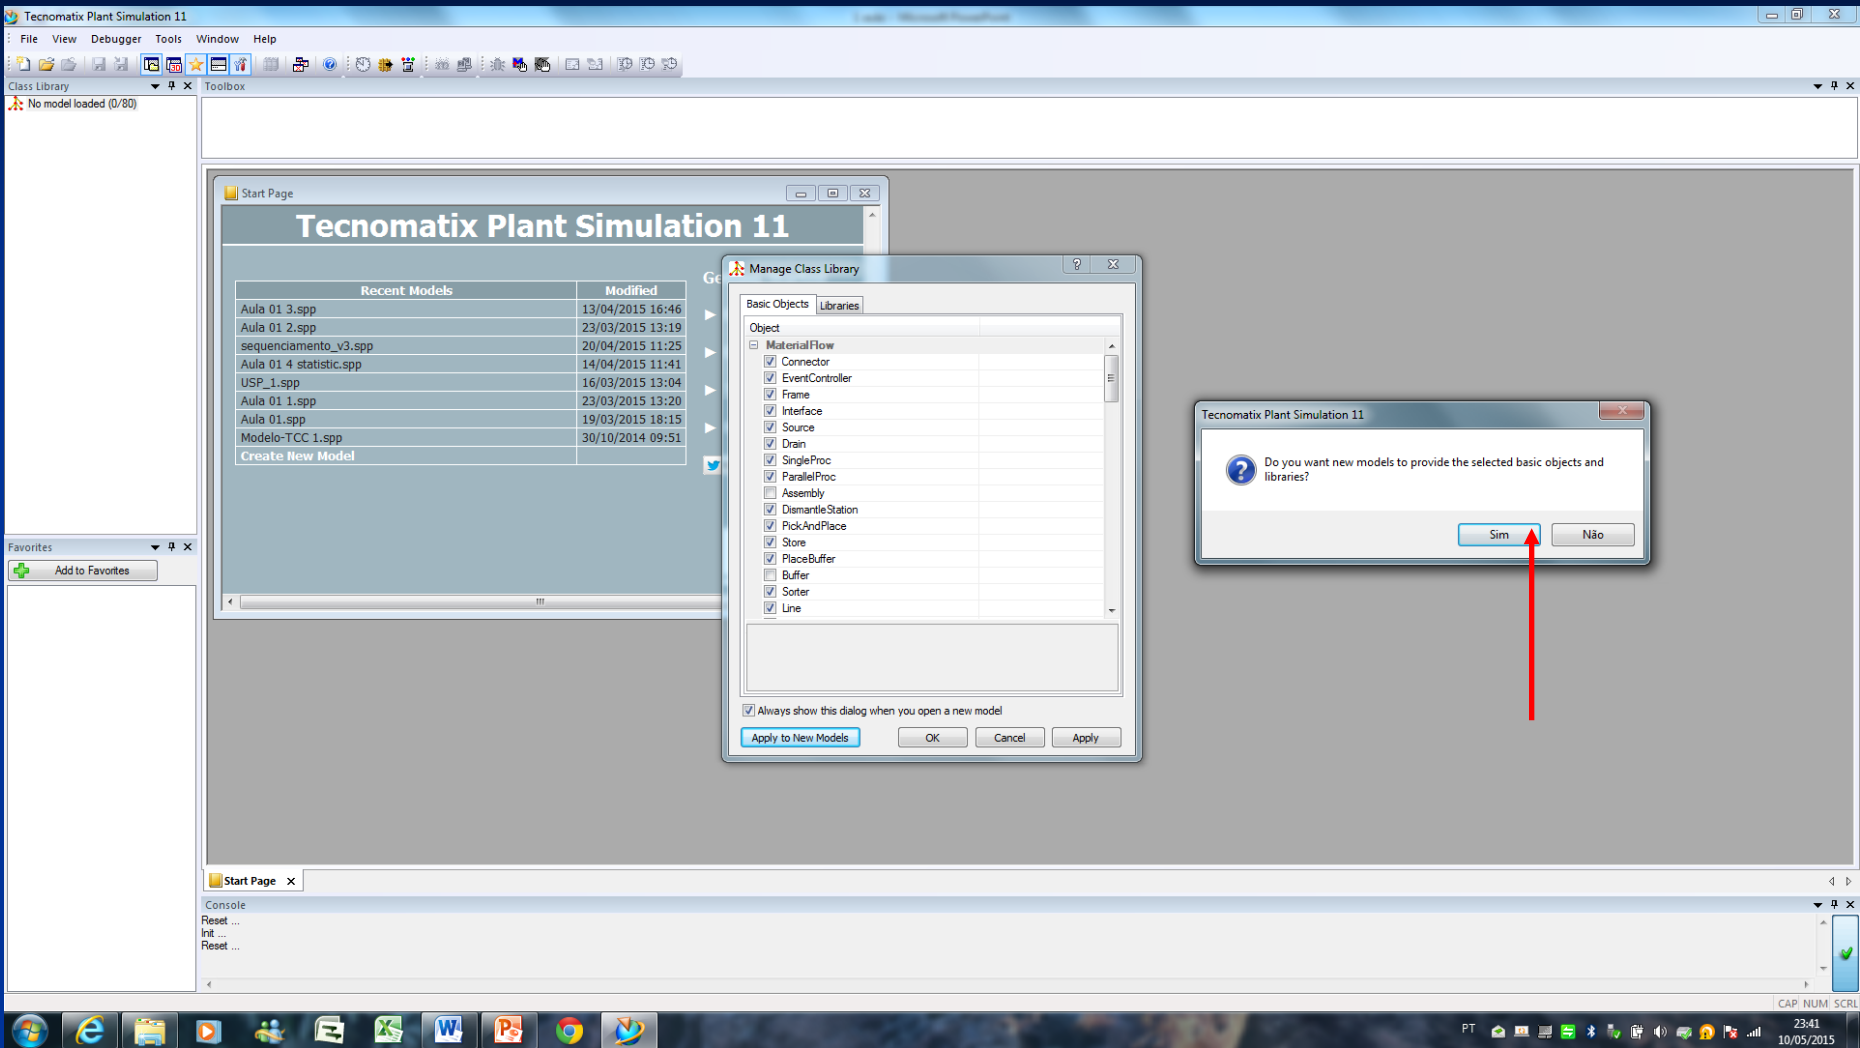 Tecnomatix Plant Simulation 11
File View Debugger Tools Window Help
Class Library
No model loaded (0/80)
Toolbox
Start Page
Tecnomatix Plant Simulation 11
Recent Models Modified
Aula 01 3.spp 13/04/2015 16:46
Aula 01 2.spp 23/03/2015 13:19
sequenciamento_v3.spp 20/04/2015 11:25
Aula 01 4 statistic.spp 14/04/2015 11:41
USP_1.spp 16/03/2015 13:04
Aula 01 1.spp 23/03/2015 13:20
Aula 01.spp 19/03/2015 18:15
Modelo-TCC 1.spp 30/10/2014 09:51
Create New Model
Ge
Manage Class Library
Basic Objects Libraries
Object
MaterialFlow
Connector
EventController
Frame
Interface
Source
Drain
SingleProc
ParallelProc
Assembly
DismantleStation
PickAndPlace
Store
PlaceBuffer
Buffer
Sorter
Line
Always show this dialog when you open a new model
Apply to New Models OK Cancel Apply
Tecnomatix Plant Simulation 11
Do you want new models to provide the selected basic objects and
libraries?
Sim Não
Favorites
Add to Favorites
Start Page
Console
Reset ...
Init ...
Reset ...
CAP NUM SCRL
PT
23:41
10/05/2015